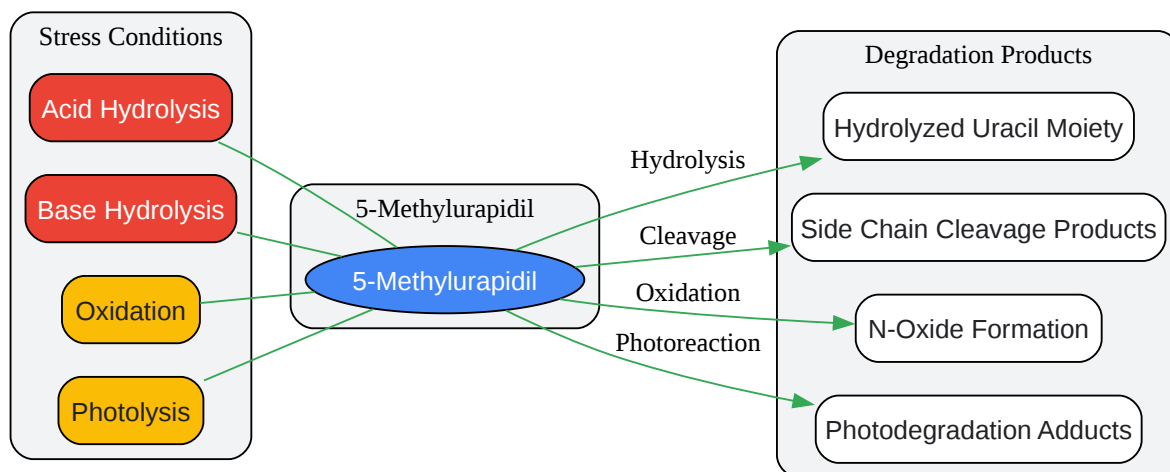 Stress Conditions
Acid Hydrolysis
Base Hydrolysis
Oxidation
Photolysis
5-Methylurapidil
5-Methylurapidil
Hydrolysis
Cleavage
Oxidation
Photoreaction
Degradation Products
Hydrolyzed Uracil Moiety
Side Chain Cleavage Products
N-Oxide Formation
Photodegradation Adducts